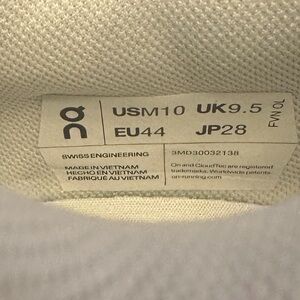 USM10 UK9.5
EU44 JP28
FVN OL
SWISS ENGINEERING
MADE IN VIETNAM
HECHO EN VIETNAM
FABRIQUÉ AU VIETNAM
3MD30032138
On and CloudTec are registered
trademarks. Worldwide patents
on-running.com